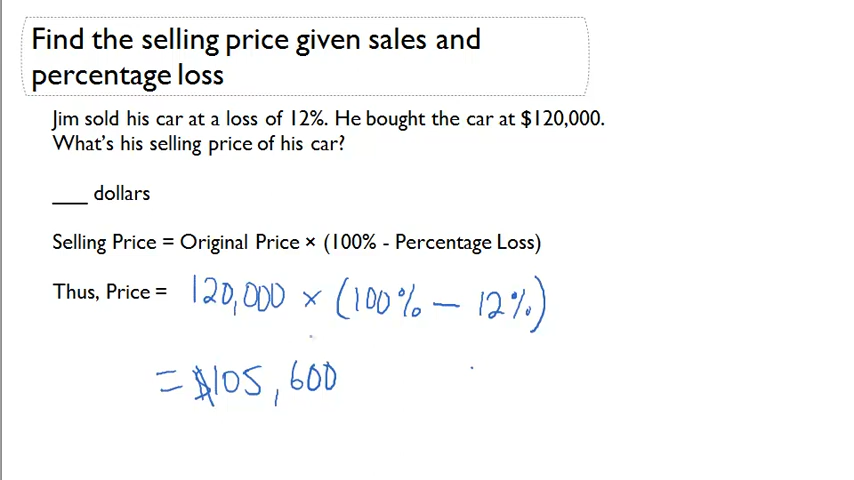 Find the selling price given sales and
percentage loss
Jim sold his car at a loss of 12%. He bought the car at $120,000.
What's his selling price of his car?
___ dollars
Selling Price = Original Price × (100% - Percentage Loss)
Thus, Price = 120,000 × (100% - 12%)
= $105,600